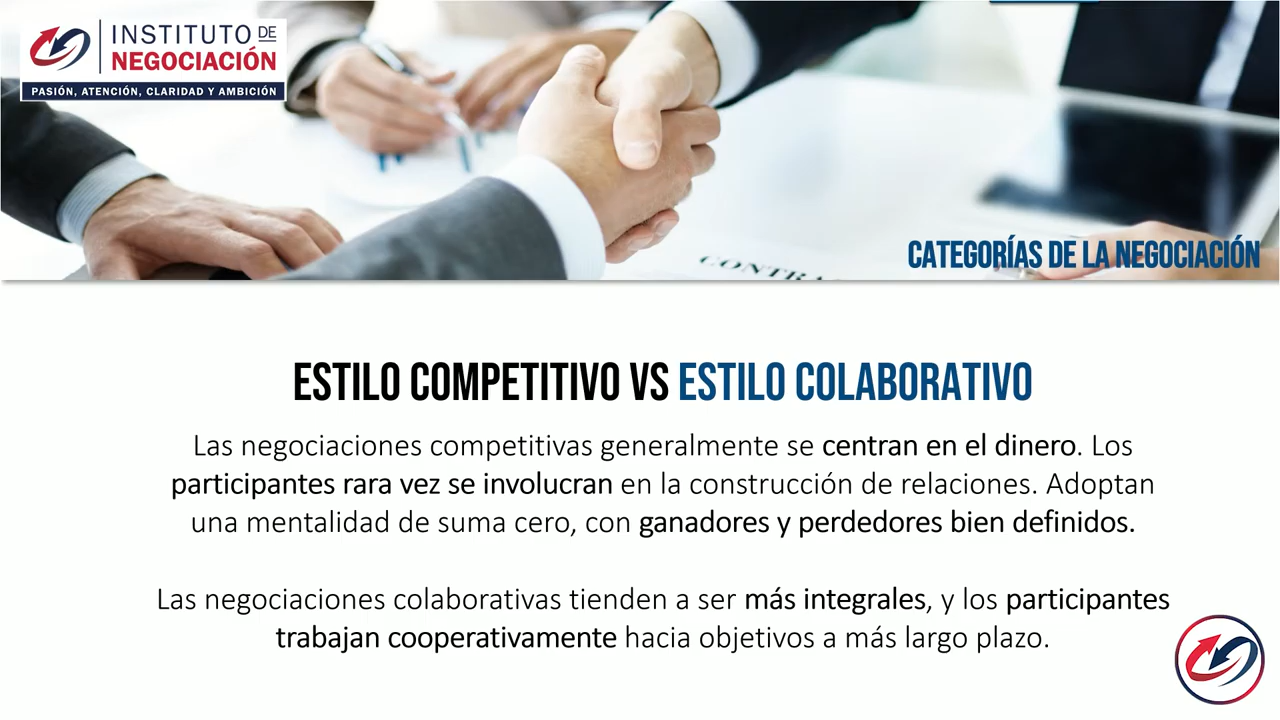 INSTITUTO DE
NEGOCIACIÓN
PASIÓN, ATENCIÓN, CLARIDAD Y AMBICIÓN
CATEGORÍAS DE LA NEGOCIACIÓN
ESTILO COMPETITIVO VS ESTILO COLABORATIVO
Las negociaciones competitivas generalmente se centran en el dinero. Los
participantes rara vez se involucran en la construcción de relaciones. Adoptan
una mentalidad de suma cero, con ganadores y perdedores bien definidos.
Las negociaciones colaborativas tienden a ser más integrales, y los participantes
trabajan cooperativamente hacia objetivos a más largo plazo.